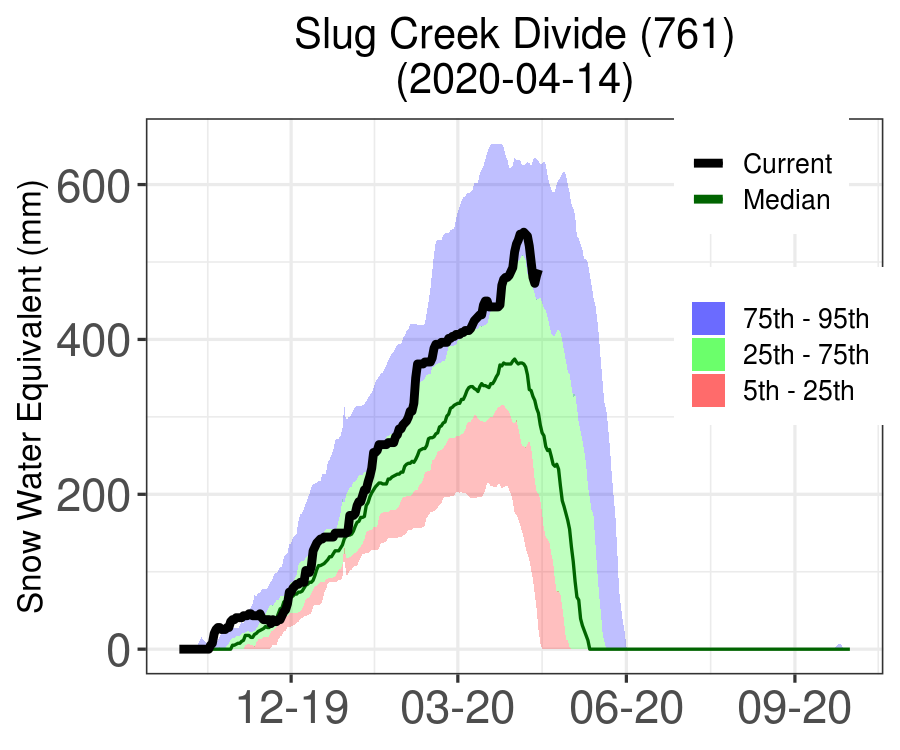 Slug Creek Divide (761)
(2020-04-14)
Snow Water Equivalent (mm)
600
400
200
0
12-19
03-20
06-20
09-20
Current
Median
75th - 95th
25th - 75th
5th - 25th